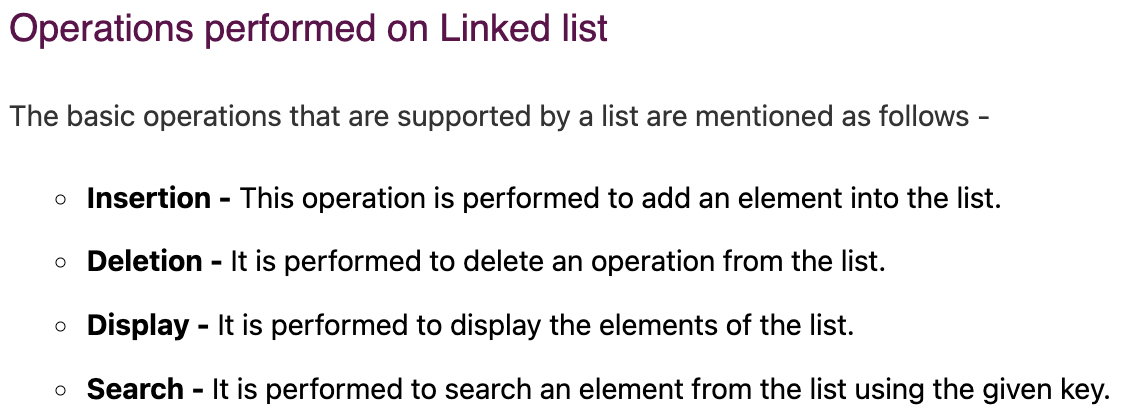 Operations performed on Linked list
The basic operations that are supported by a list are mentioned as follows -
Insertion - This operation is performed to add an element into the list.
Deletion - It is performed to delete an operation from the list.
Display - It is performed to display the elements of the list.
Search - It is performed to search an element from the list using the given key.